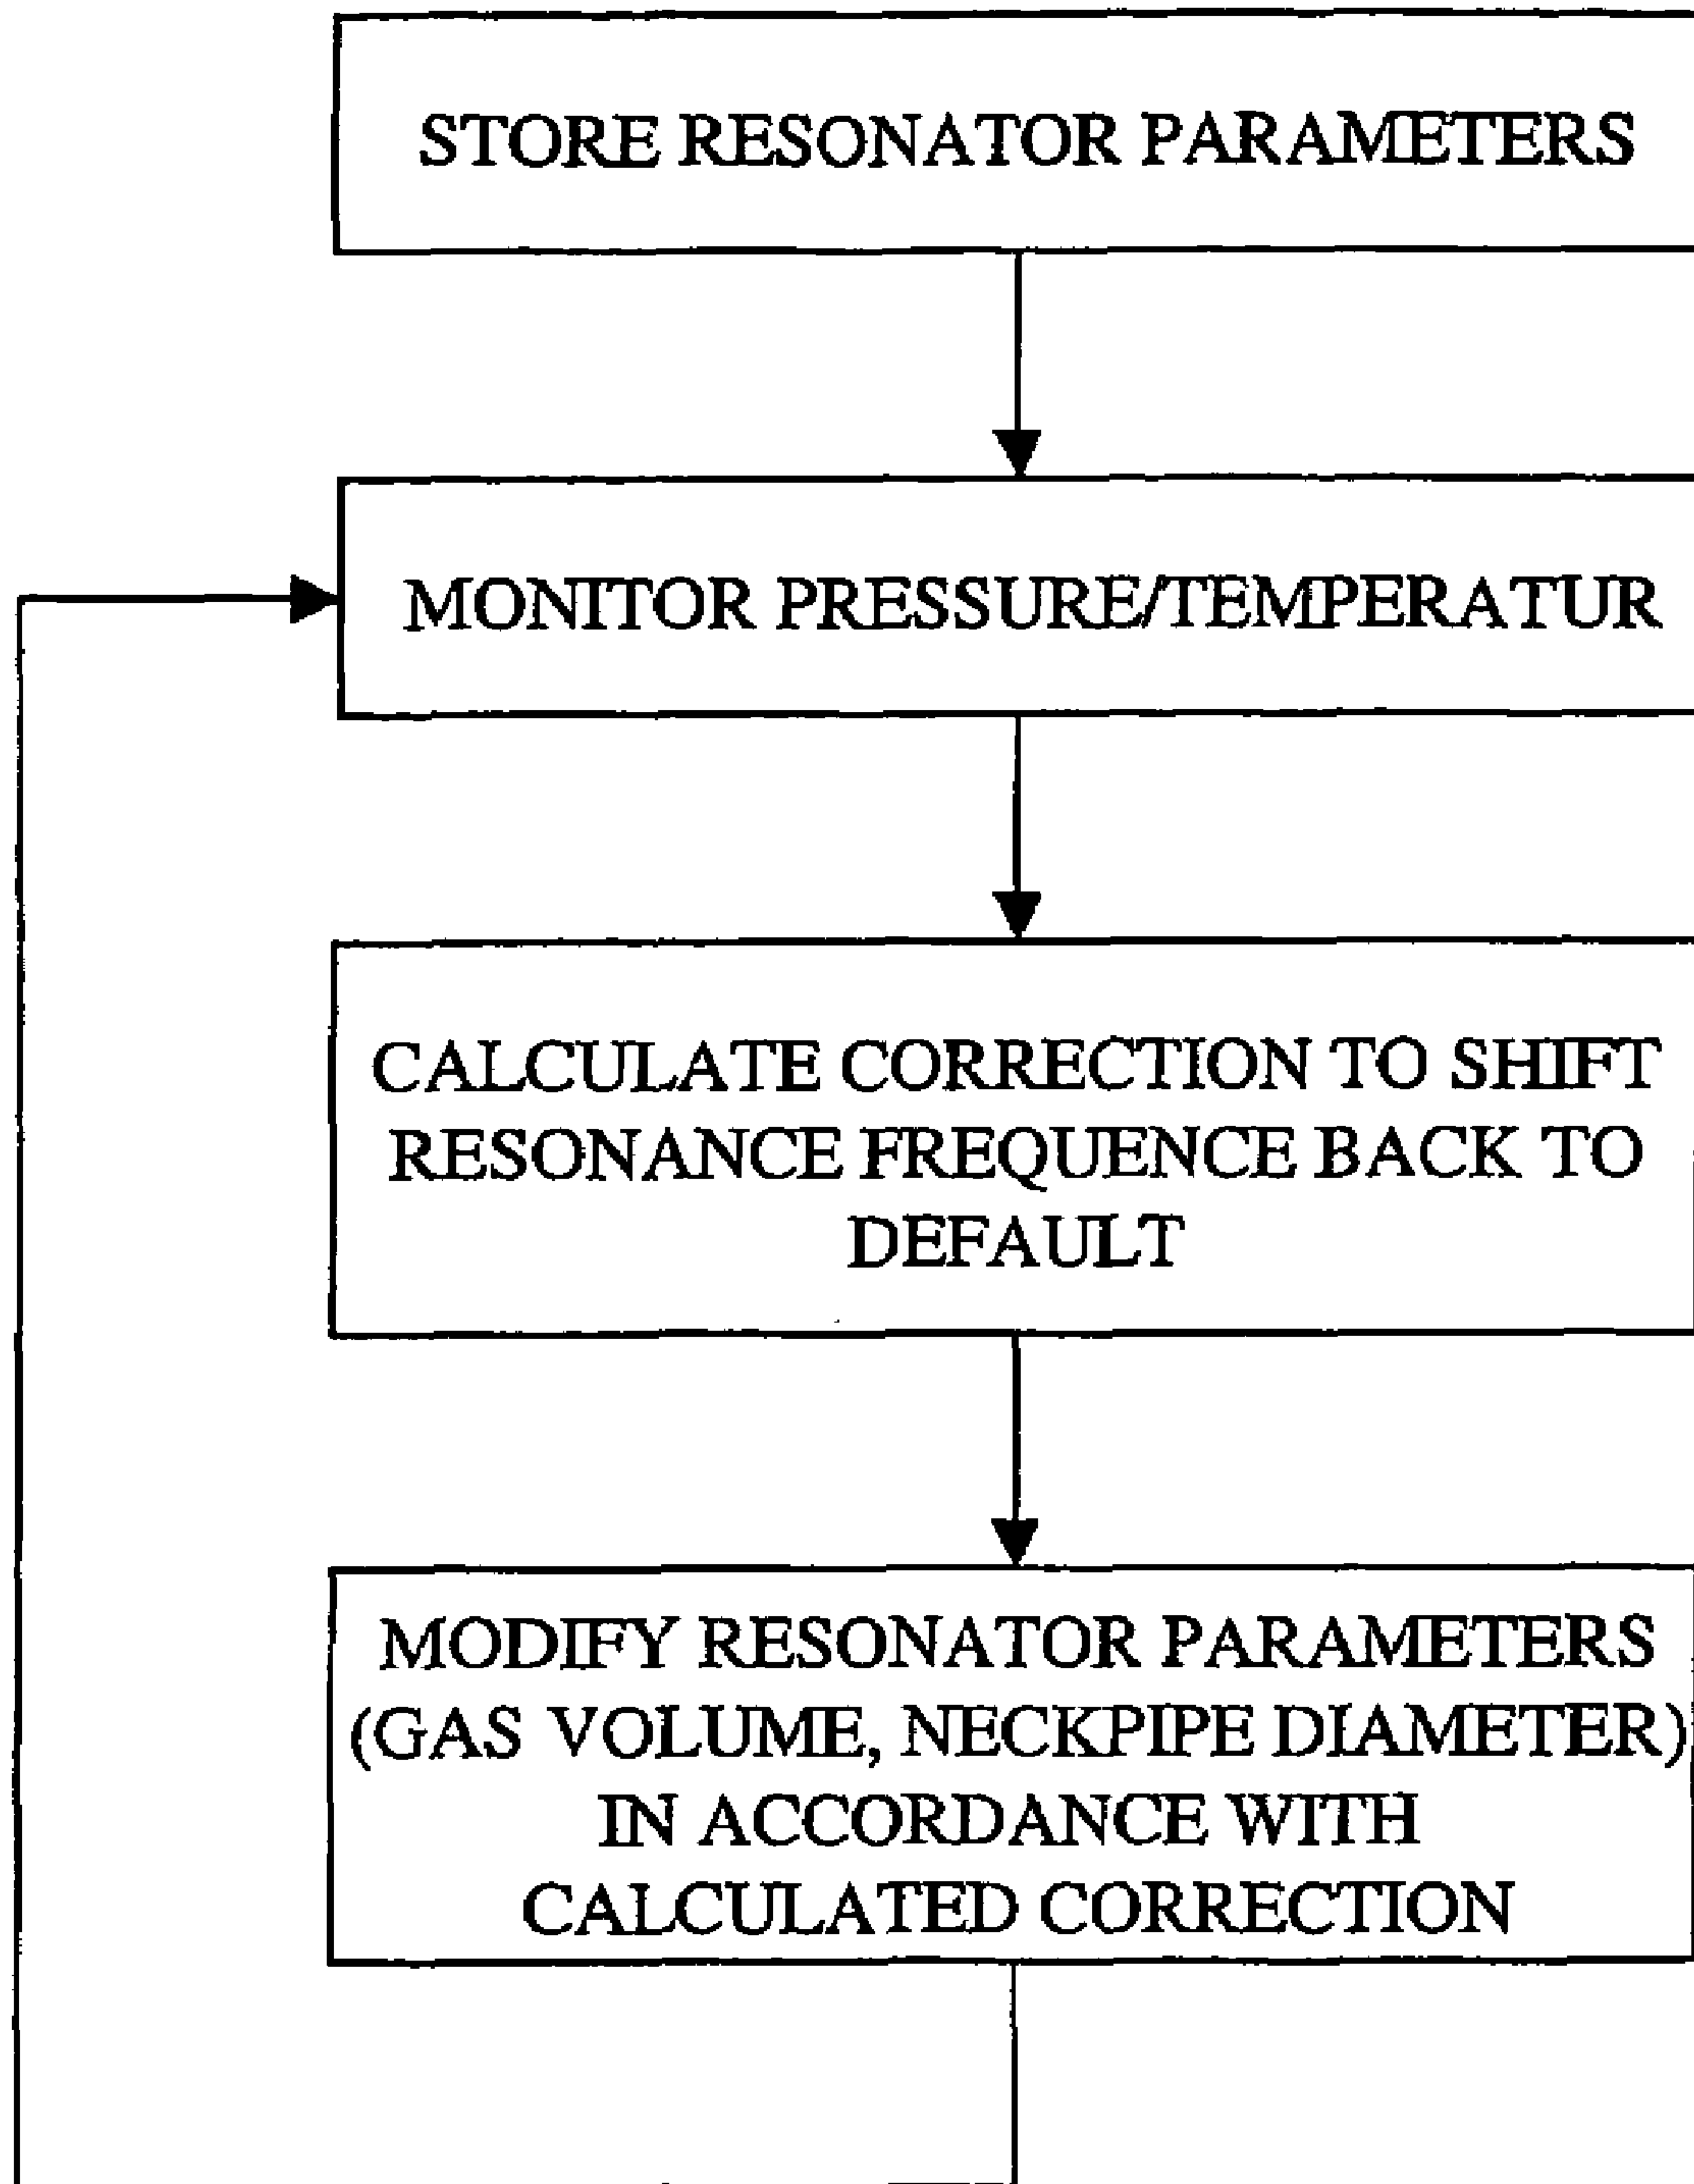 STORE RESONATOR PARAMETERS
MONITOR PRESSURE/TEMPERATUR
CALCULATE CORRECTION TO SHIFT
RESONANCE FREQUENCE BACK TO
DEFAULT
MODIFY RESONATOR PARAMETERS
(GAS VOLUME, NECKPIPE DIAMETER)
IN ACCORDANCE WITH
CALCULATED CORRECTION